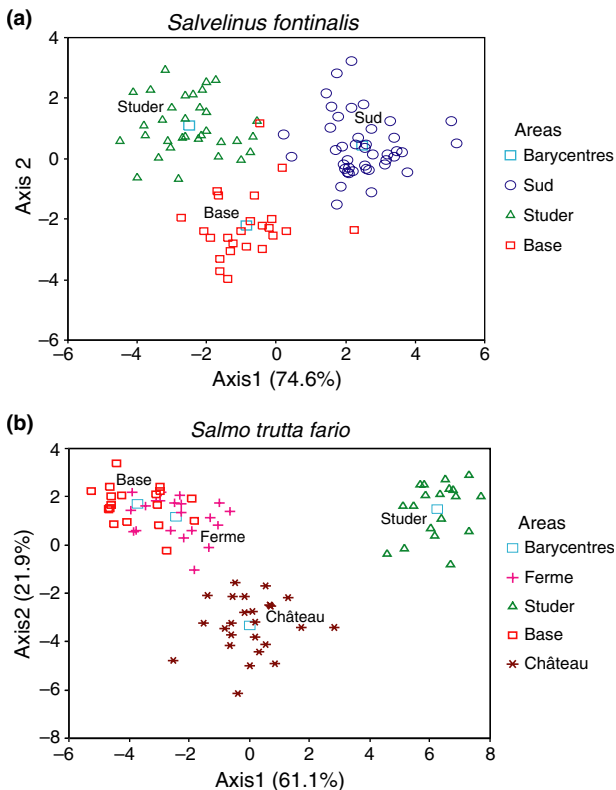 (a)
Salvelinus fontinalis
4
2
0
−2
−4
−6
Axis 2
Studer
Sud
Base
−6
−4
−2
0
2
4
6
Axis1 (74.6%)
Areas
Barycentres
Sud
Studer
Base
(b)
Salmo trutta fario
4
2
0
−2
−4
−6
−8
Axis2 (21.9%)
Base
Ferme
Studer
Château
−6
−4
−2
0
2
4
6
8
Axis1 (61.1%)
Areas
Barycentres
Ferme
Studer
Base
Château